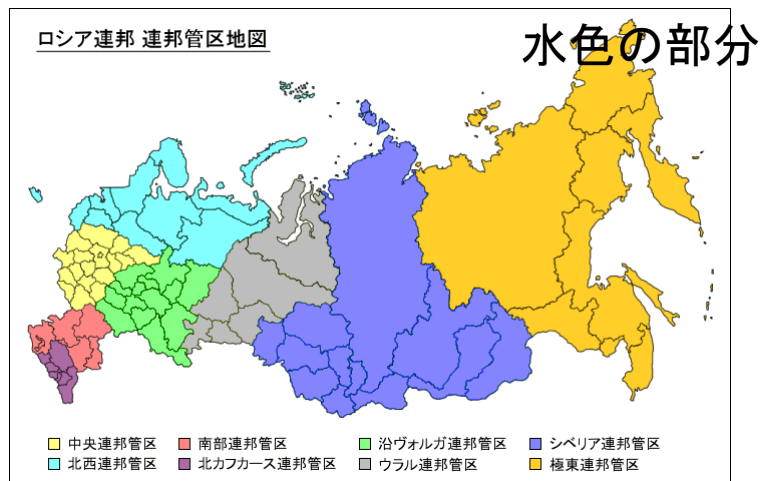 ロシア連邦 連邦管区地図
水色の部分
中央連邦管区 南部連邦管区 沿ヴォルガ連邦管区 シベリア連邦管区
北西連邦管区 北カフカース連邦管区 ウラル連邦管区 極東連邦管区